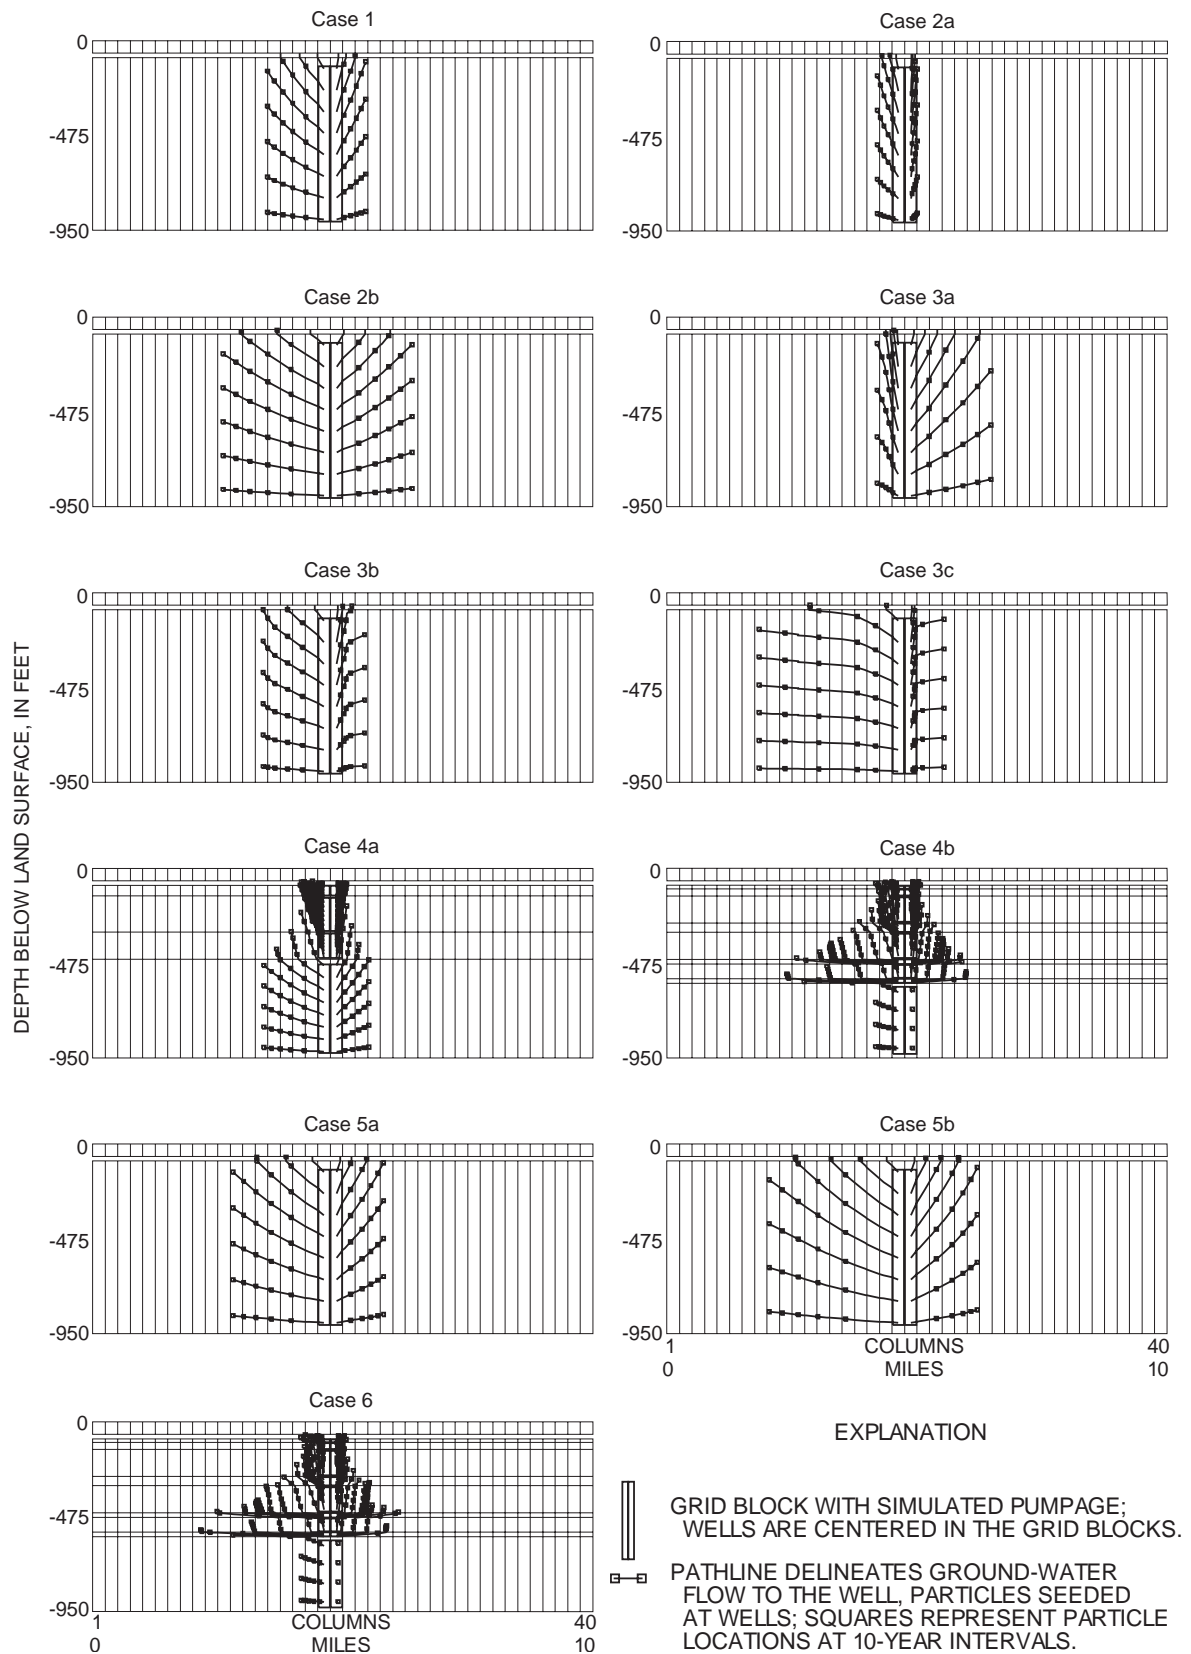 Case 1
0
-475
-950
Case 2a
0
-475
-950
Case 2b
0
-475
-950
Case 3a
0
-475
-950
Case 3b
0
-475
-950
Case 3c
0
-475
-950
DEPTH BELOW LAND SURFACE, IN FEET
Case 4a
0
-475
-950
Case 4b
0
-475
-950
Case 5a
0
-475
-950
Case 5b
0
-475
-950
1 COLUMNS 40
0 MILES 10
Case 6
0
-475
-950
1 COLUMNS 40
0 MILES 10
EXPLANATION
GRID BLOCK WITH SIMULATED PUMPAGE;
WELLS ARE CENTERED IN THE GRID BLOCKS.
PATHLINE DELINEATES GROUND-WATER
FLOW TO THE WELL, PARTICLES SEEDED
AT WELLS; SQUARES REPRESENT PARTICLE
LOCATIONS AT 10-YEAR INTERVALS.